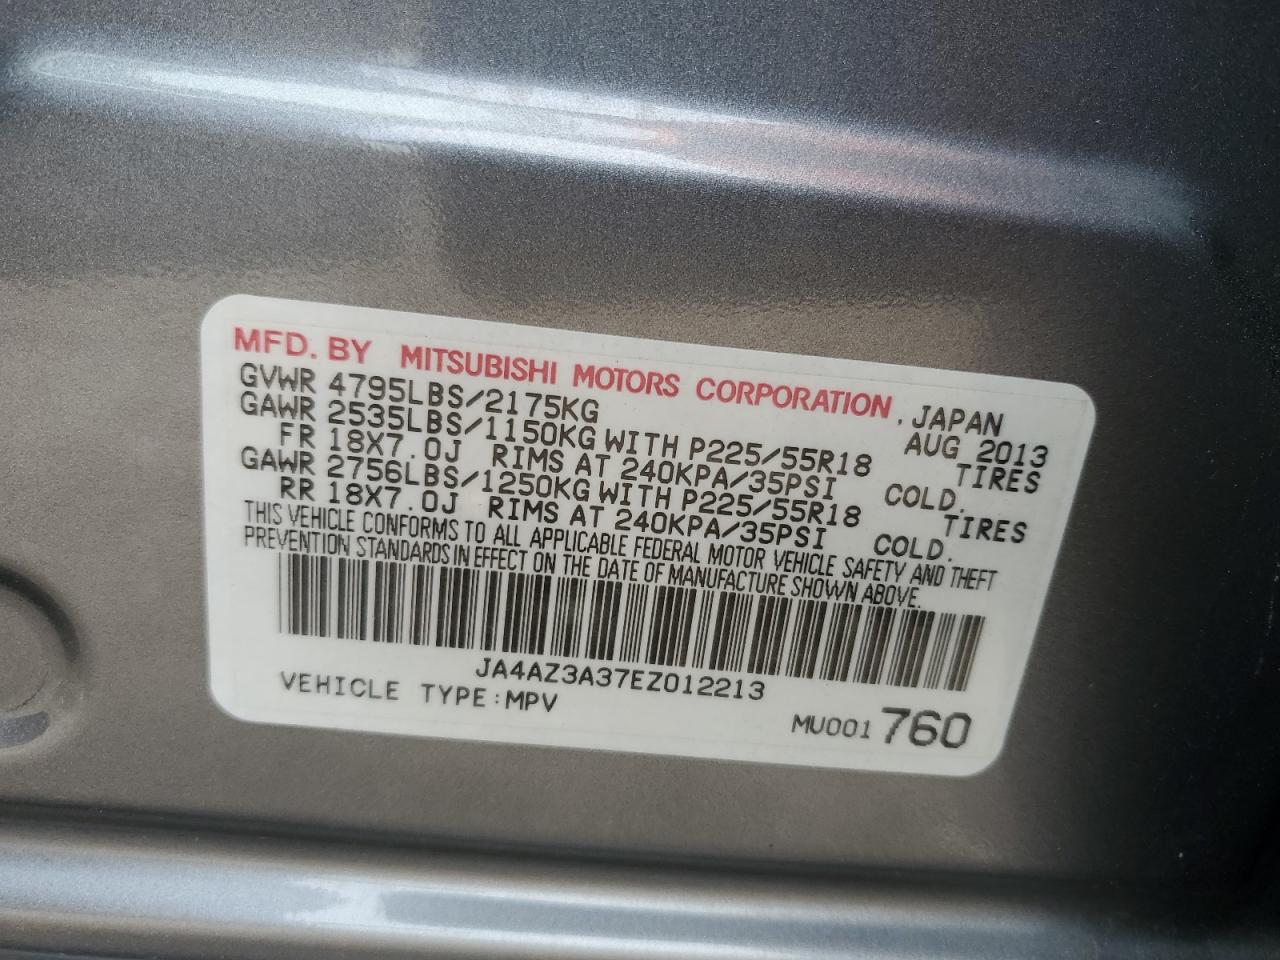 MFD. BY MITSUBISHI MOTORS CORPORATION, JAPAN
GVWR 4795LBS/2175KG AUG 2013
GAWR 2535LBS/1150KG WITH P225/55R18 TIRES
FR 18X7.0J RIMS AT 240KPA/35PSI COLD.
GAWR 2756LBS/1250KG WITH P225/55R18 TIRES
RR 18X7.0J RIMS AT 240KPA/35PSI COLD.
THIS VEHICLE CONFORMS TO ALL APPLICABLE FEDERAL MOTOR VEHICLE SAFETY AND THEFT
PREVENTION STANDARDS IN EFFECT ON THE DATE OF MANUFACTURE SHOWN ABOVE.
JA4AZ3A37EZ012213
VEHICLE TYPE:MPV
MU001 760